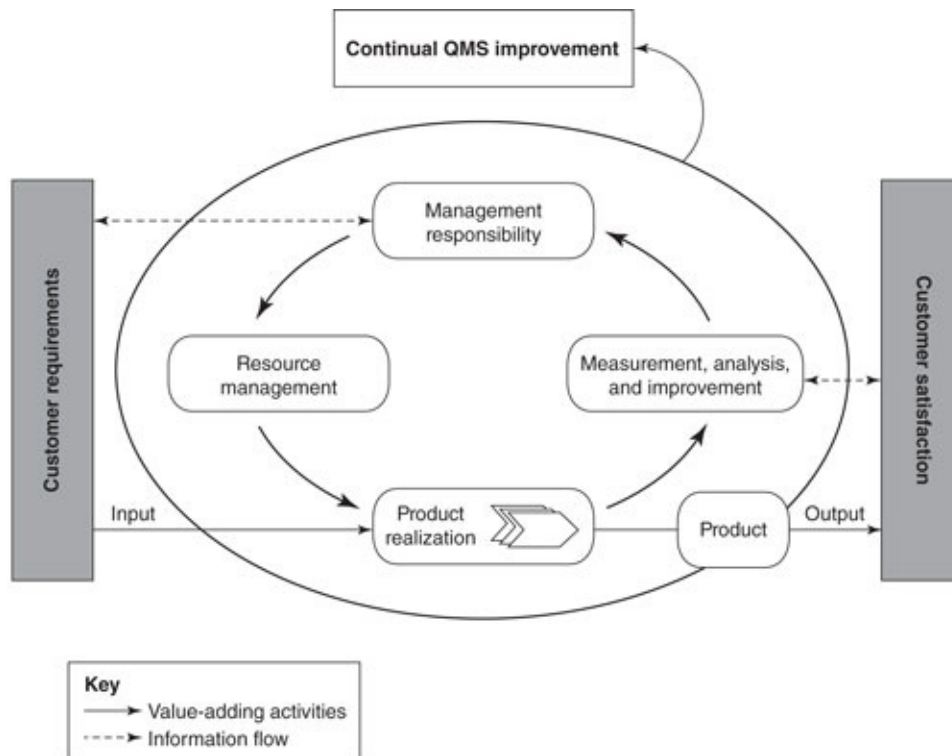 Continual QMS improvement
Customer requirements
Management
responsibility
Customer satisfaction
Resource
management
Measurement, analysis,
and improvement
Input
Product
realization
Product
Output
Key
Value-adding activities
Information flow